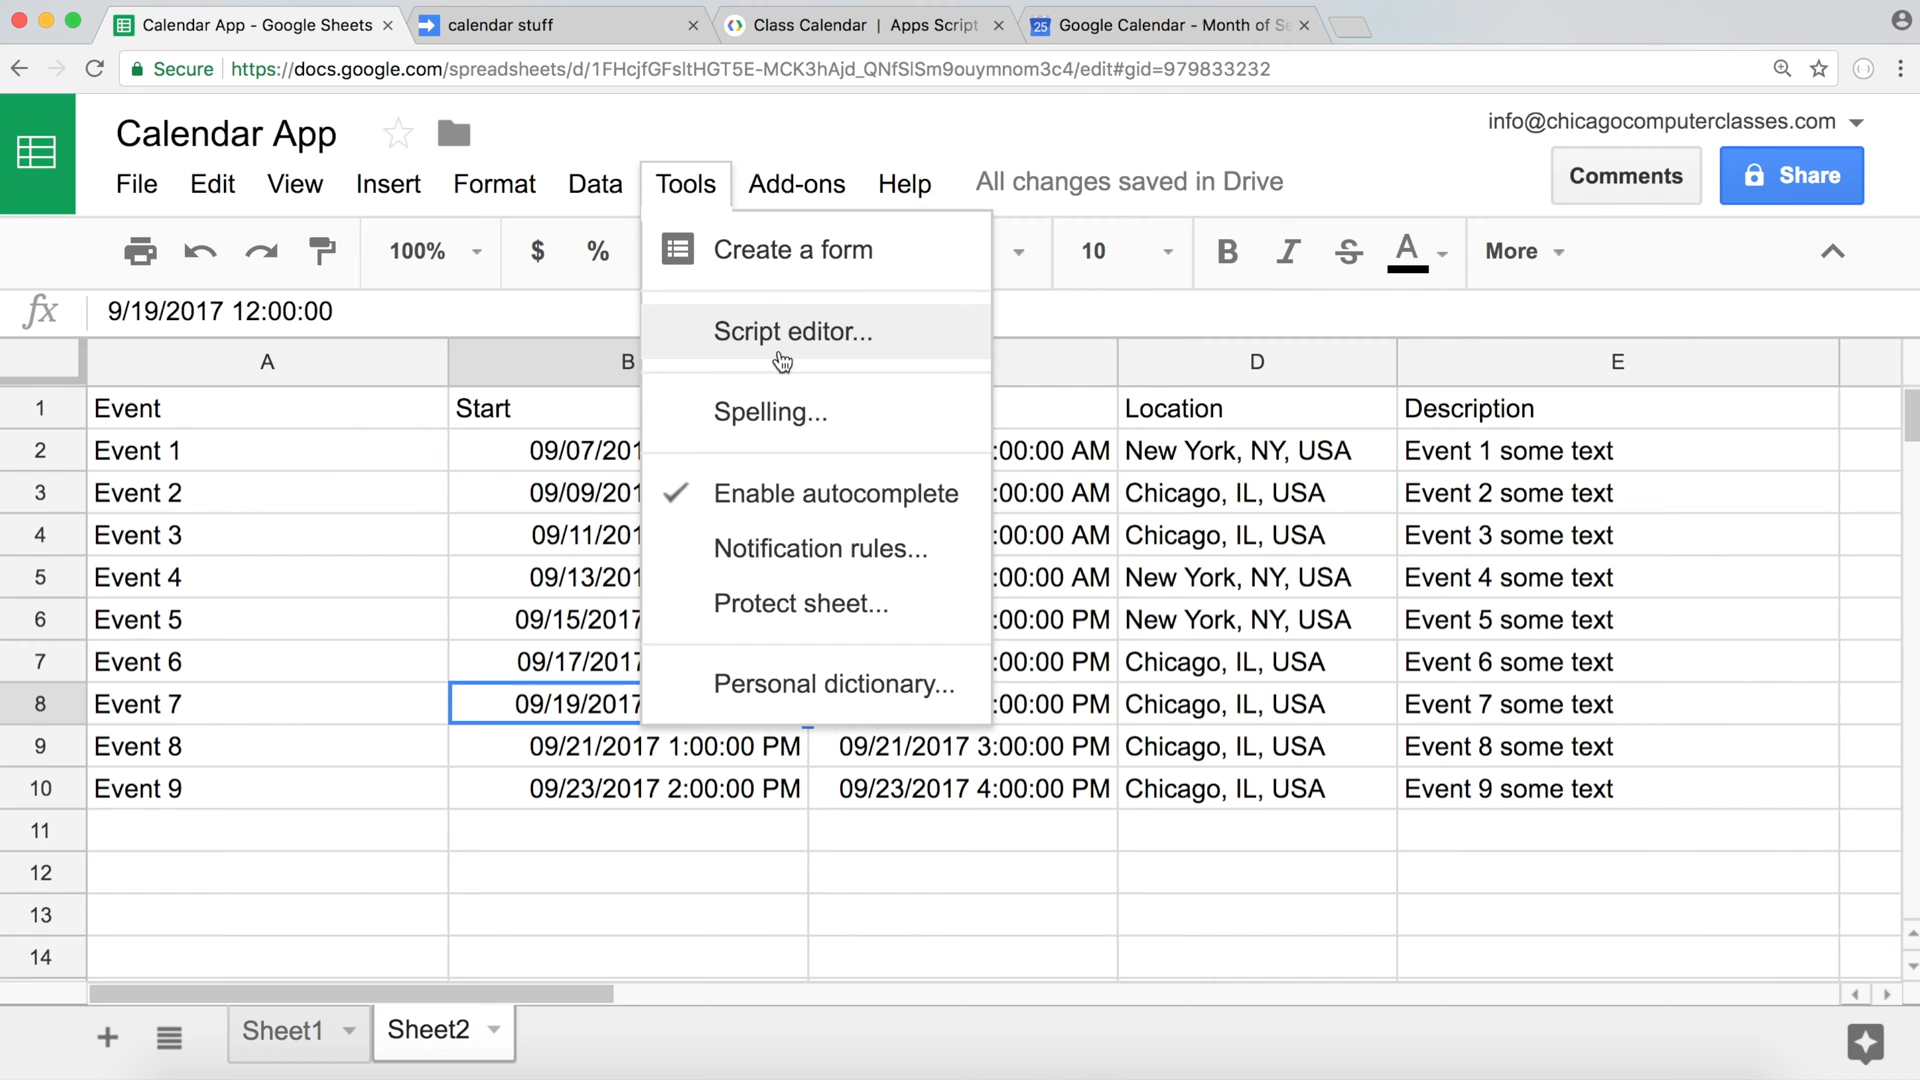 Calendar App - Google Sheets
calendar stuff
Class Calendar | Apps Script
25
Google Calendar - Month of Se
Secure
https://docs.google.com/spreadsheets/d/1FHcjfGFsltHGT5E-MCK3hAjd_QNfSlSm9ouymnom3c4/edit#gid=979833232
Calendar App
info@chicagocomputerclasses.com
File Edit View Insert Format Data Tools Add-ons Help All changes saved in Drive
Comments
Share
100% $ % 10 B I S A More
Create a form
Script editor...
Spelling...
Enable autocomplete
Notification rules...
Protect sheet...
Personal dictionary...
fx 9/19/2017 12:00:00
A B D E
1 Event Start Location Description
2 Event 1 09/07/201 :00:00 AM New York, NY, USA Event 1 some text
3 Event 2 09/09/201 :00:00 AM Chicago, IL, USA Event 2 some text
4 Event 3 09/11/201 :00:00 AM Chicago, IL, USA Event 3 some text
5 Event 4 09/13/201 :00:00 AM New York, NY, USA Event 4 some text
6 Event 5 09/15/2017 :00:00 PM New York, NY, USA Event 5 some text
7 Event 6 09/17/2017 :00:00 PM Chicago, IL, USA Event 6 some text
8 Event 7 09/19/2017 :00:00 PM Chicago, IL, USA Event 7 some text
9 Event 8 09/21/2017 1:00:00 PM 09/21/2017 3:00:00 PM Chicago, IL, USA Event 8 some text
10 Event 9 09/23/2017 2:00:00 PM 09/23/2017 4:00:00 PM Chicago, IL, USA Event 9 some text
11
12
13
14
Sheet1 Sheet2